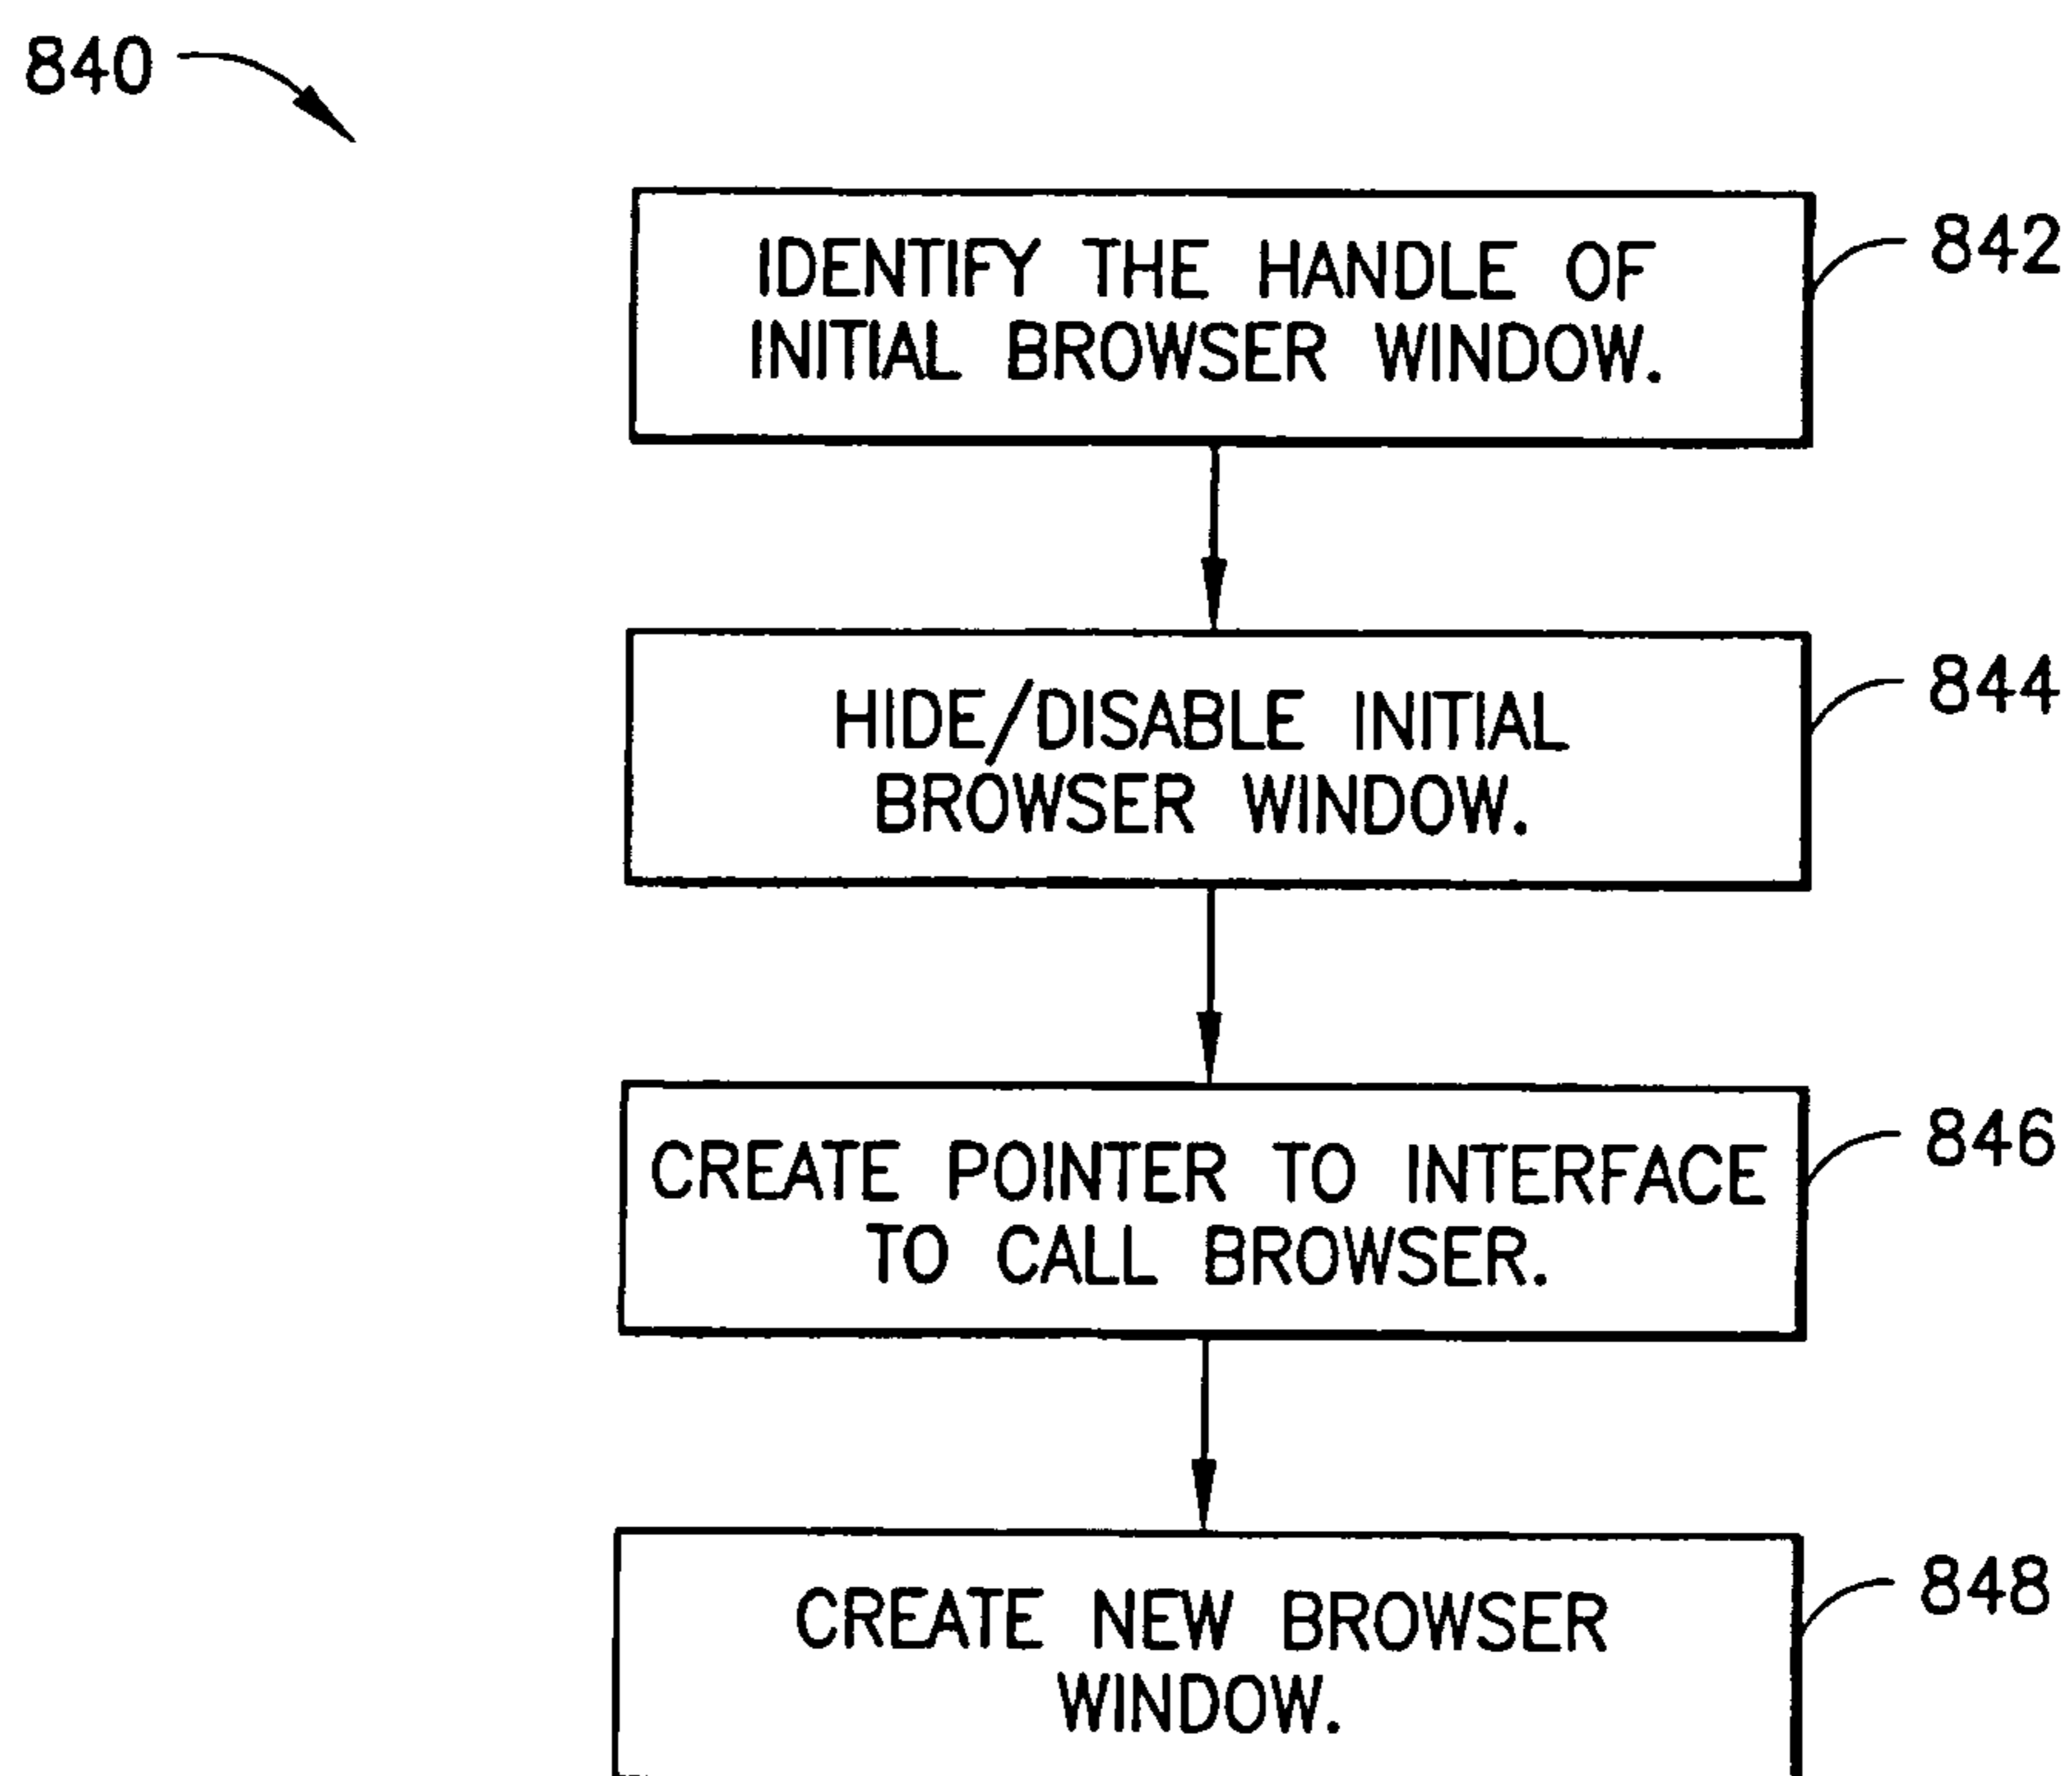 840
IDENTIFY THE HANDLE OF
INITIAL BROWSER WINDOW.
842
HIDE/DISABLE INITIAL
BROWSER WINDOW.
844
CREATE POINTER TO INTERFACE
TO CALL BROWSER.
846
CREATE NEW BROWSER
WINDOW.
848